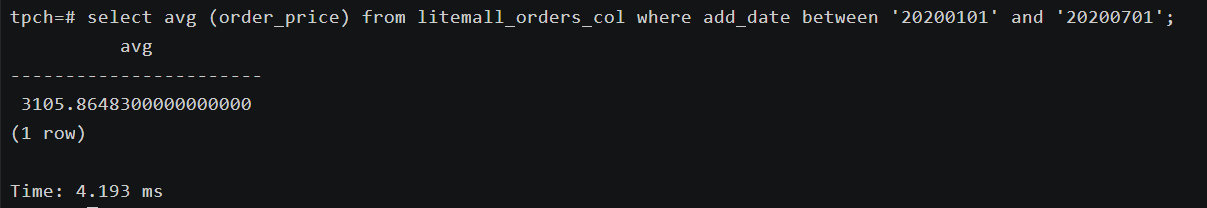 tpch=# select avg (order_price) from litemall_orders_col where add_date between '20200101' and '20200701';
avg
-----------------------
3105.8648300000000000
(1 row)
Time: 4.193 ms